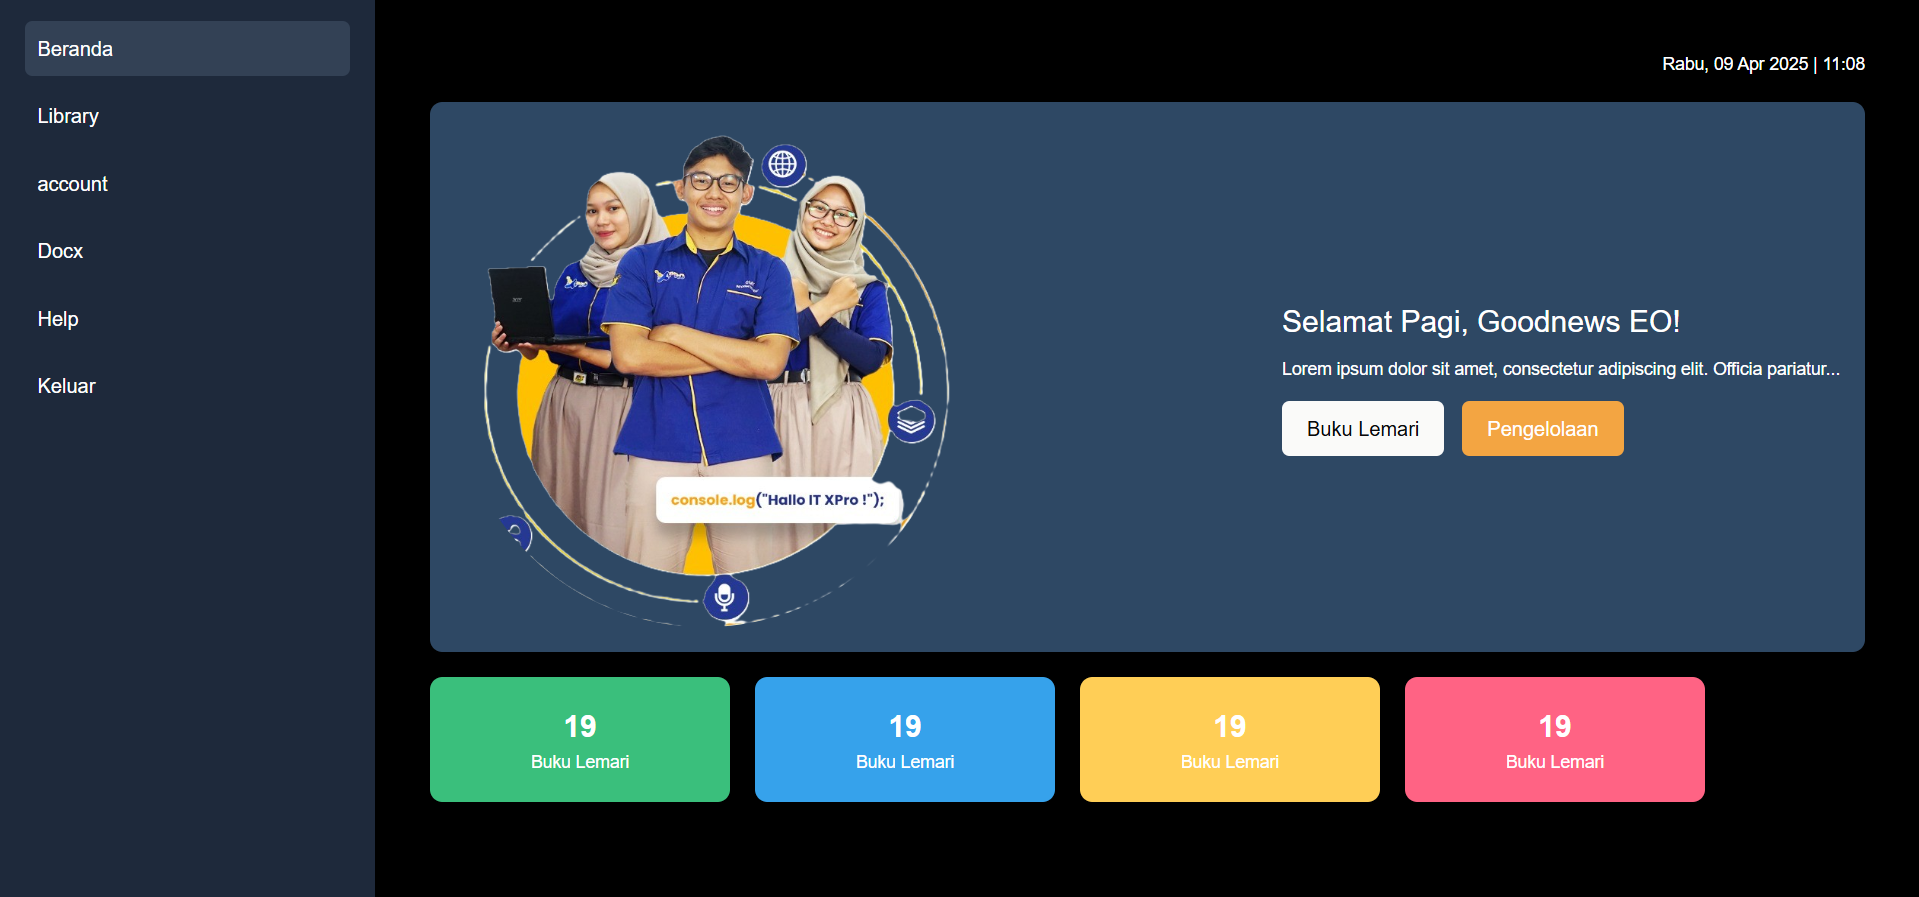 Beranda
Library
account
Docx
Help
Keluar
Rabu, 09 Apr 2025 | 11:08
console.log("Hallo IT XPro !");
Selamat Pagi, Goodnews EO!
Lorem ipsum dolor sit amet, consectetur adipiscing elit. Officia pariatur...
Buku Lemari
Pengelolaan
19
Buku Lemari
19
Buku Lemari
19
Buku Lemari
19
Buku Lemari